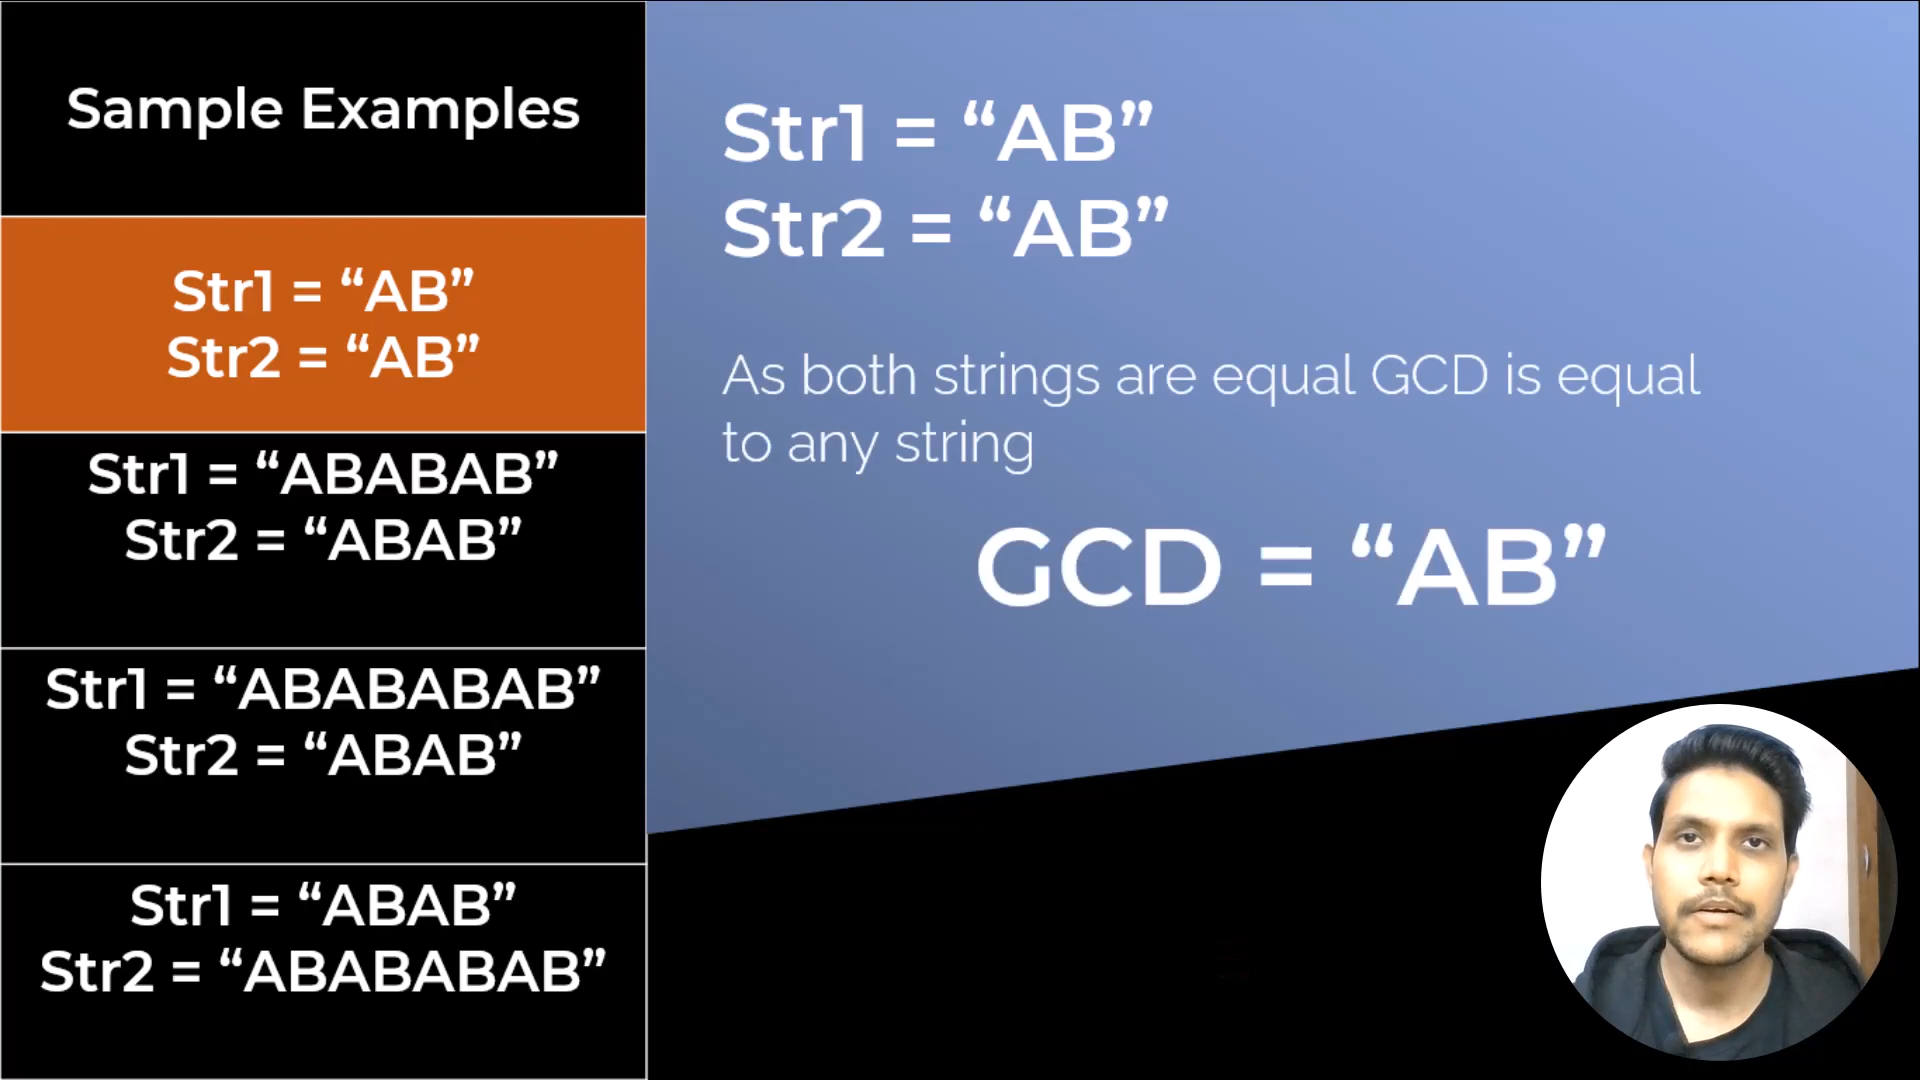 Sample Examples
Str1 = “AB”
Str2 = “AB”
Str1 = “ABABAB”
Str2 = “ABAB”
Str1 = “ABABABAB”
Str2 = “ABAB”
Str1 = “ABAB”
Str2 = “ABABABAB”
Str1 = “AB”
Str2 = “AB”
As both strings are equal GCD is equal
to any string
GCD = “AB”